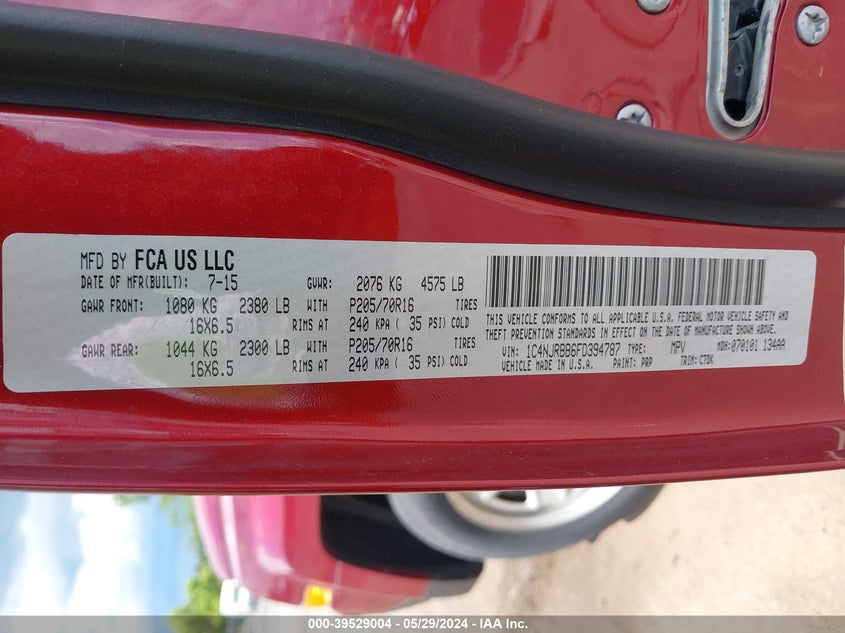 MFD BY FCA US LLC
DATE OF MFR(BUILT): 7-15 GVWR: 2076 KG 4575 LB
GAWR FRONT: 1080 KG 2380 LB WITH P205/70R16 TIRES
16X6.5 RIMS AT 240 KPA ( 35 PSI) COLD
GAWR REAR: 1044 KG 2300 LB WITH P205/70R16 TIRES
16X6.5 RIMS AT 240 KPA ( 35 PSI) COLD
THIS VEHICLE CONFORMS TO ALL APPLICABLE U.S.A. FEDERAL MOTOR VEHICLE SAFETY AND
THEFT PREVENTION STANDARDS IN EFFECT ON THE DATE OF MANUFACTURE SHOWN ABOVE.
VIN: 1C4NJRBB6FD394787 TYPE: MPV MDH: 070101 134AA
VEHICLE MADE IN U.S.A. PAINT: PRP TRIM: C7DK
000-39529004 - 05/29/2024 - IAA Inc.